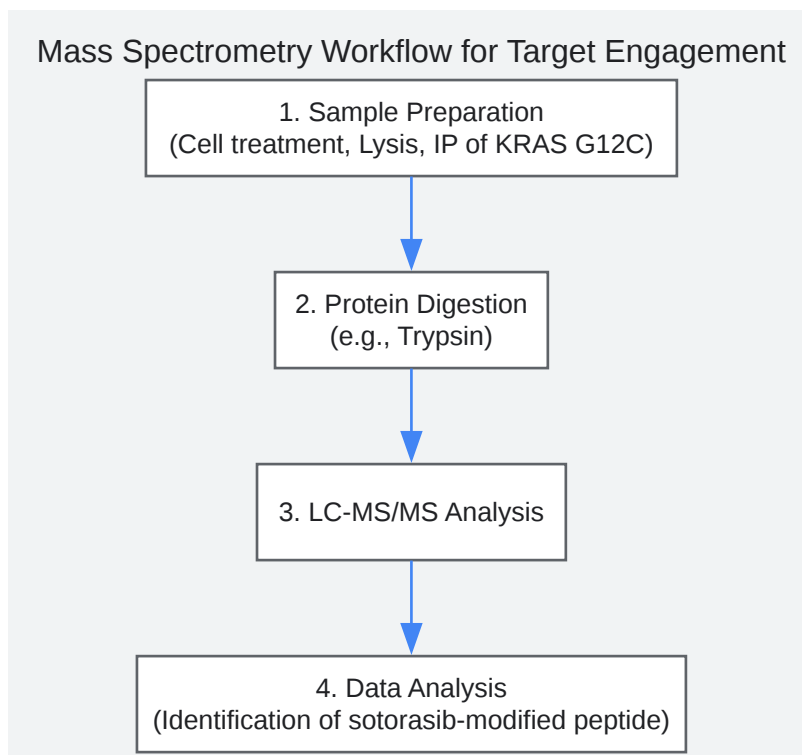 Mass Spectrometry Workflow for Target Engagement
1. Sample Preparation
(Cell treatment, Lysis, IP of KRAS G12C)
2. Protein Digestion
(e.g., Trypsin)
3. LC-MS/MS Analysis
4. Data Analysis
(Identification of sotorasib-modified peptide)